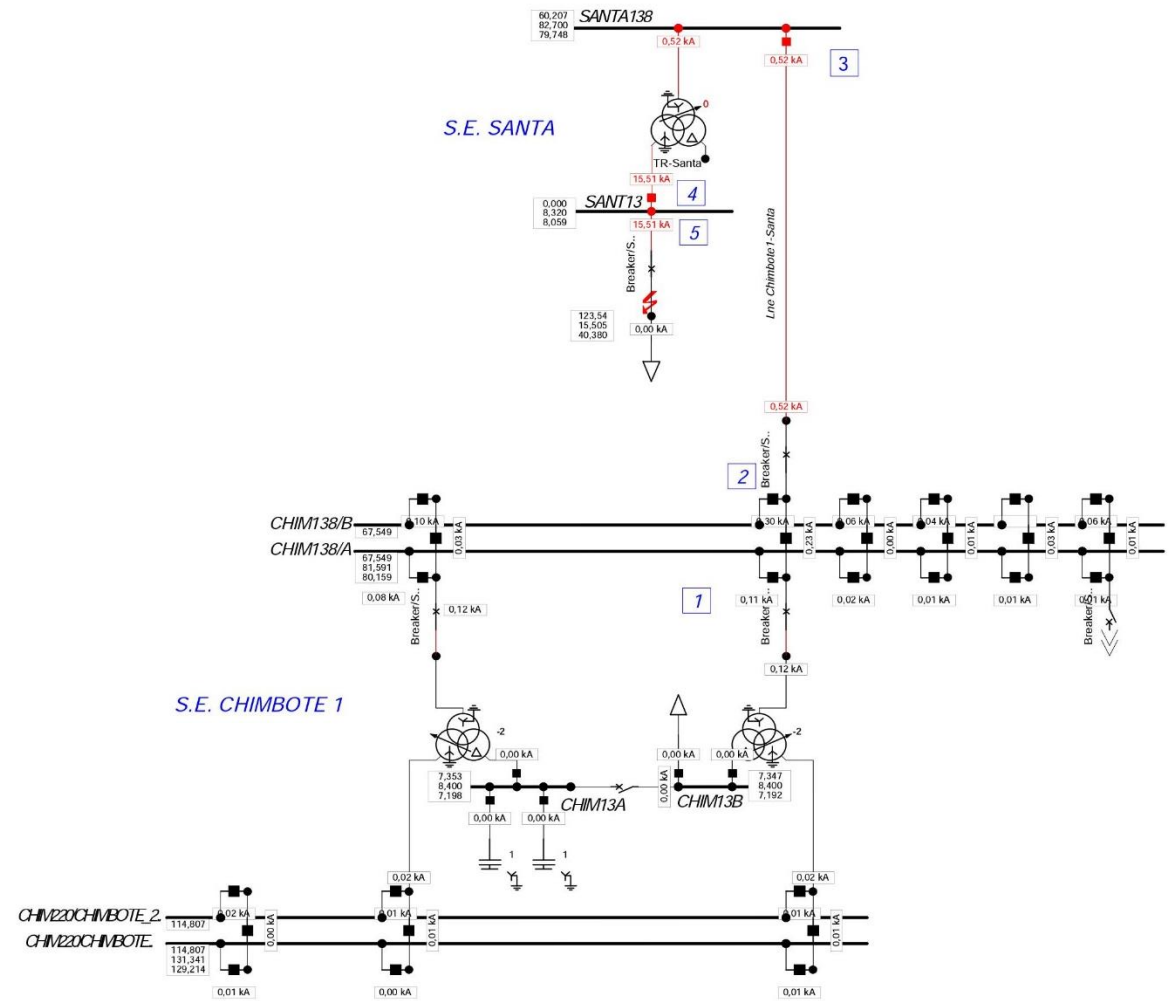 60,207
82,700
79,748
SANTA138
0,52 kA
0,52 kA
3
0
S.E. SANTA
TR-Santa
15,51 kA
4
0,000
8,320
8,059
SANT13
15,51 kA
5
Breaker/S..
Lne Chimbote1-Santa
123,54
15,505
40,380
0,00 kA
0,52 kA
Breaker/S..
2
CHIM138/B
67,549
0,10 kA
0,03 kA
0,30 kA
0,23 kA
0,06 kA
0,00 kA
0,04 kA
0,01 kA
0,03 kA
0,06 kA
0,01 kA
CHIM138/A
67,549
81,591
80,159
0,08 kA
Breaker/S..
0,12 kA
1
0,11 kA
0,02 kA
0,01 kA
0,01 kA
0,01 kA
Breaker/S..
0,12 kA
S.E. CHIMBOTE 1
-2
-2
0,00 kA
0,00 kA
0,00 kA
7,353
8,400
7,198
CHIM13A
0,00 kA
CHIM13B
7,347
8,400
7,192
0,00 kA
0,00 kA
1
1
0,02 kA
0,02 kA
CHIM220/CHIMBOTE_2..
114,807
0,02 kA
0,00 kA
0,01 kA
0,01 kA
0,01 kA
0,01 kA
CHIM220/CHIMBOTE..
114,807
131,341
129,214
0,01 kA
0,00 kA
0,01 kA